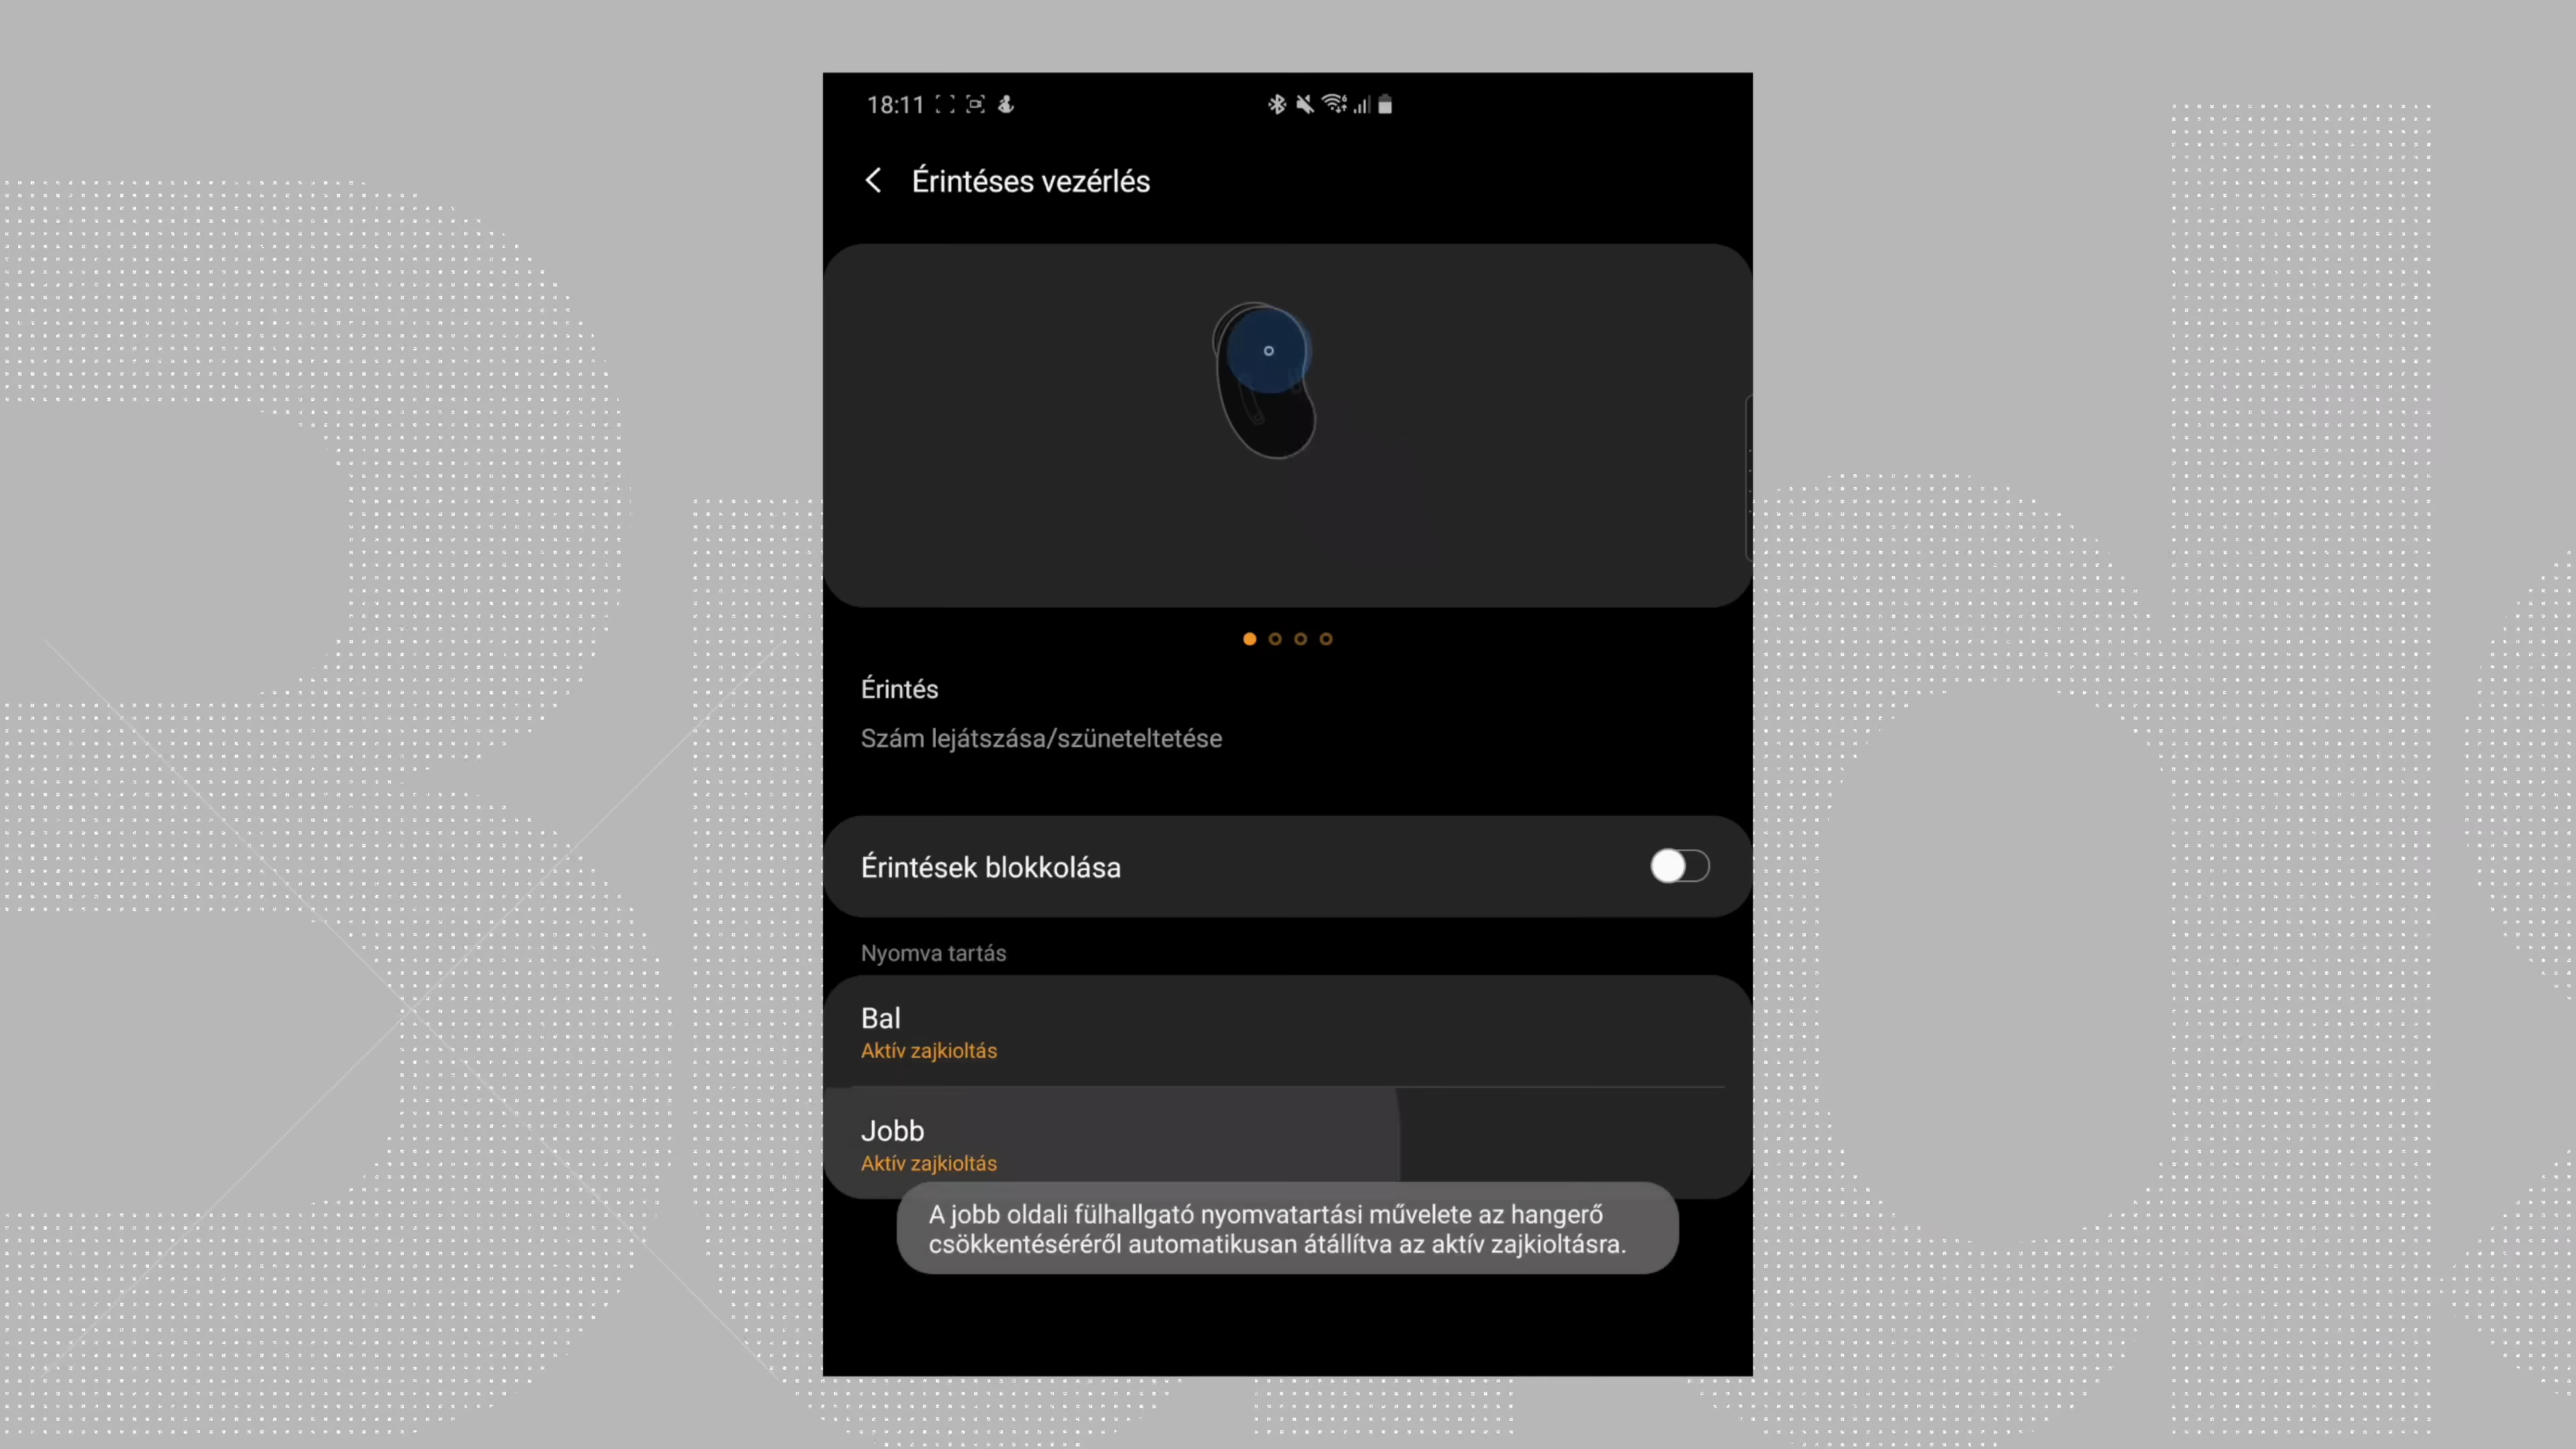 18:11
Érintéses vezérlés
Érintés
Szám lejátszása/szüneteltetése
Érintések blokkolása
Nyomva tartás
Bal
Aktív zajkioltás
Jobb
Aktív zajkioltás
A jobb oldali fülhallgató nyomvatartási művelete az hangerő
csökkentéséréről automatikusan átállítva az aktív zajkioltásra.